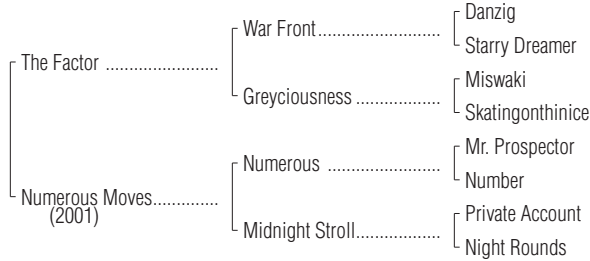 Danzig
War Front........................
Starry Dreamer
The Factor ......................
Miswaki
Greyciousness .................
Skatingonthinice
Mr. Prospector
Numerous ......................
Number
Numerous Moves.............
(2001)
Private Account
Midnight Stroll.................
Night Rounds